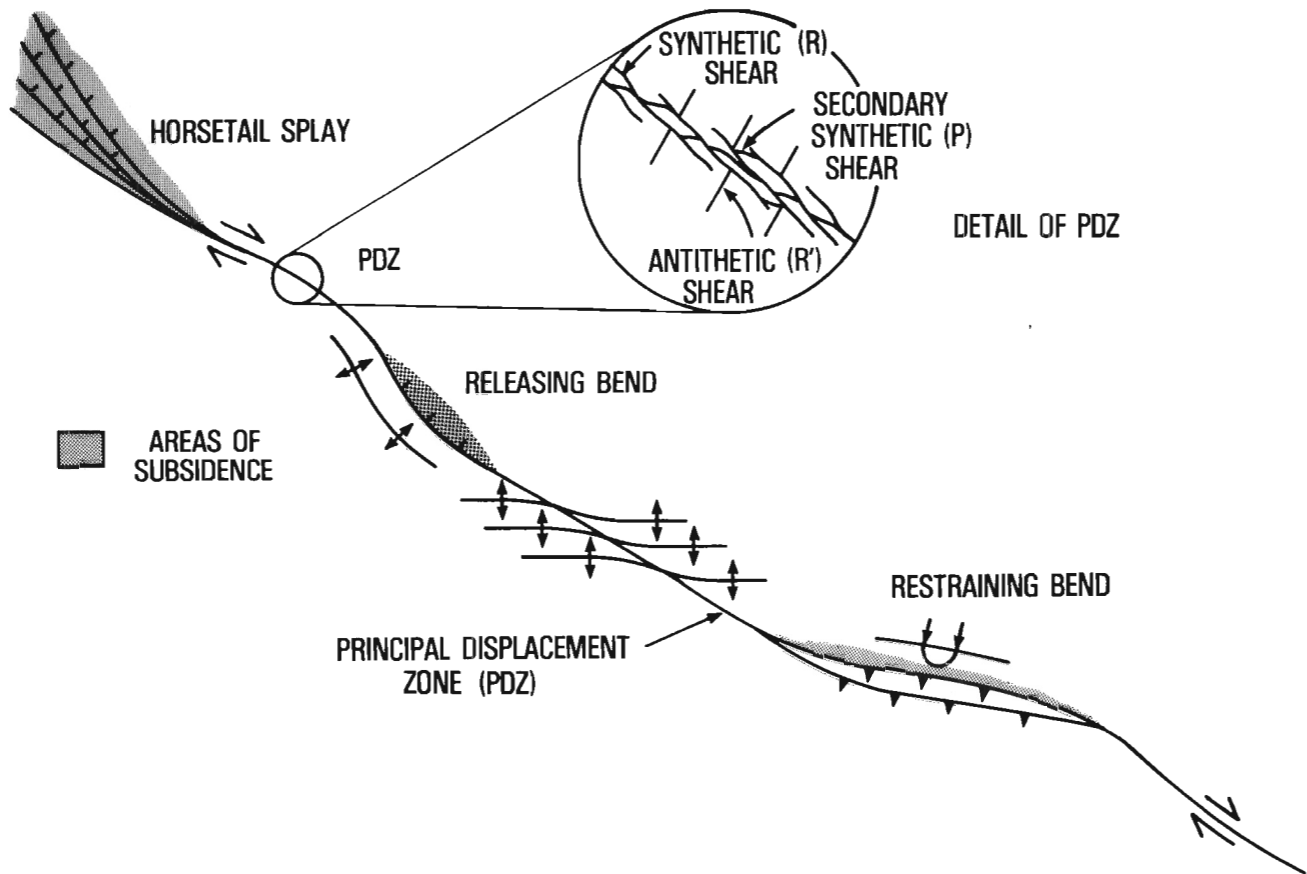 SYNTHETIC (R)
SHEAR
SECONDARY
SYNTHETIC (P)
SHEAR
HORSETAIL SPLAY
DETAIL OF PDZ
ANTITHETIC (R')
SHEAR
PDZ
RELEASING BEND
AREAS OF
SUBSIDENCE
RESTRAINING BEND
PRINCIPAL DISPLACEMENT
ZONE (PDZ)